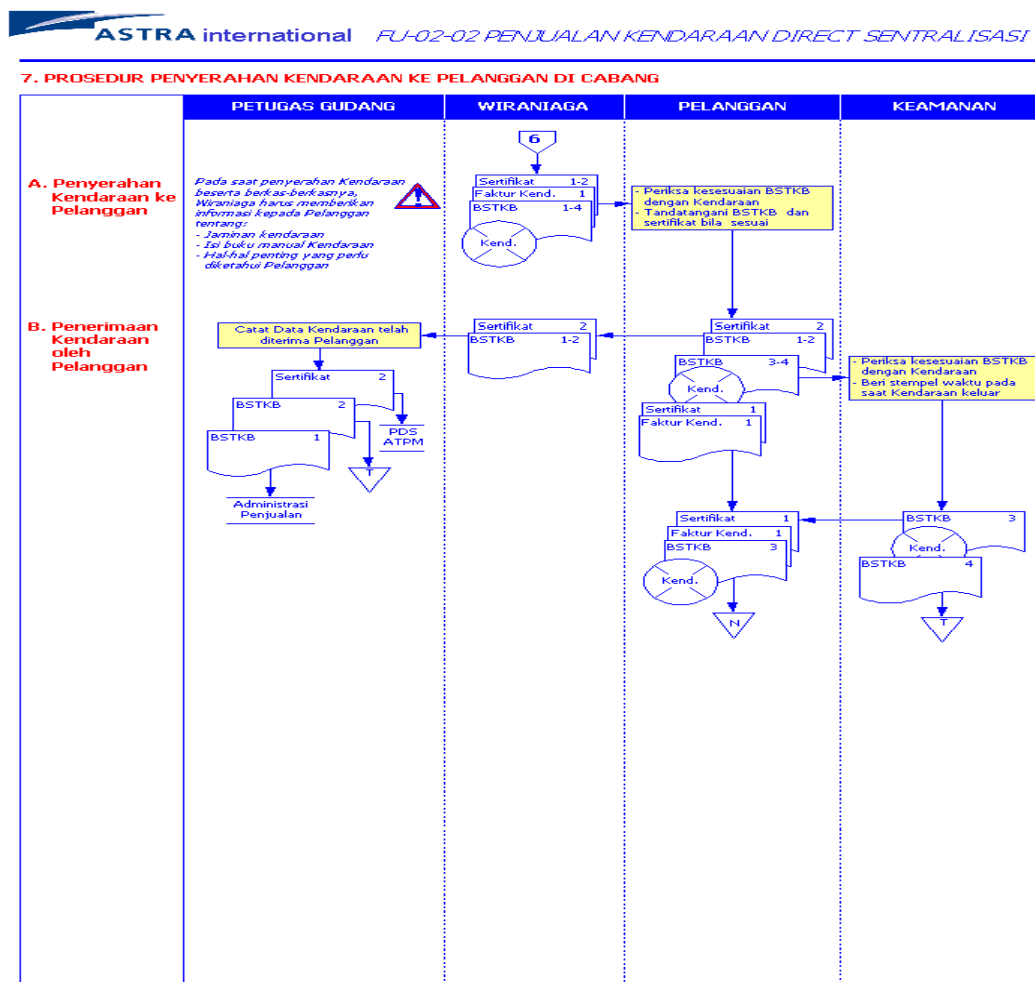 ASTRA international FU-02-02 PENJUALAN KENDARAAN DIRECT SENTRALISASI
7. PROSEDUR PENYERAHAN KENDARAAN KE PELANGGAN DI CABANG
PETUGAS GUDANG
WIRANIAGA
PELANGGAN
KEAMANAN
6
A. Penyerahan
Kendaraan ke
Pelanggan
Pada saat penyerahan Kendaraan
beserta berkas-berkasnya,
Wiraniaga harus memberikan
informasi kepada Pelanggan
tentang:
- Jaminan kendaraan
- Isi buku manual Kendaraan
- Hal-hal penting yang perlu
diketahui Pelanggan
!
Sertifikat 1-2
Faktur Kend. 1
BSTKB 1-4
Kend.
- Periksa kesesuaian BSTKB
dengan Kendaraan
- Tandatangani BSTKB dan
sertifikat bila sesuai
B. Penerimaan
Kendaraan
oleh
Pelanggan
Catat Data Kendaraan telah
diterima Pelanggan
Sertifikat 2
BSTKB 2
BSTKB 1
PDS
ATPM
T
Administrasi
Penjualan
Sertifikat 2
BSTKB 1-2
Sertifikat 2
BSTKB 1-2
BSTKB 3-4
Kend.
Sertifikat 1
Faktur Kend. 1
- Periksa kesesuaian BSTKB
dengan Kendaraan
- Beri stempel waktu pada
saat Kendaraan keluar
Sertifikat 1
Faktur Kend. 1
BSTKB 3
Kend.
N
BSTKB 3
Kend.
BSTKB 4
T